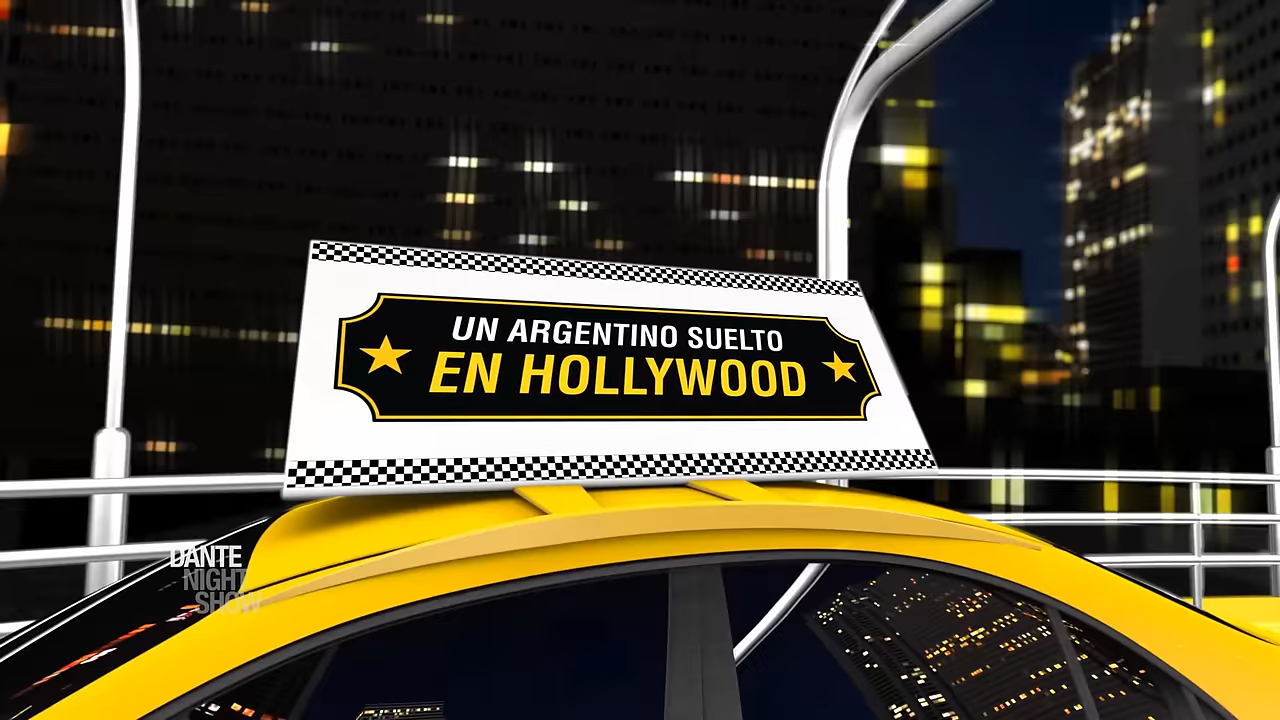 UN ARGENTINO SUELTO
EN HOLLYWOOD
DANTE
NIGHT
SHOW